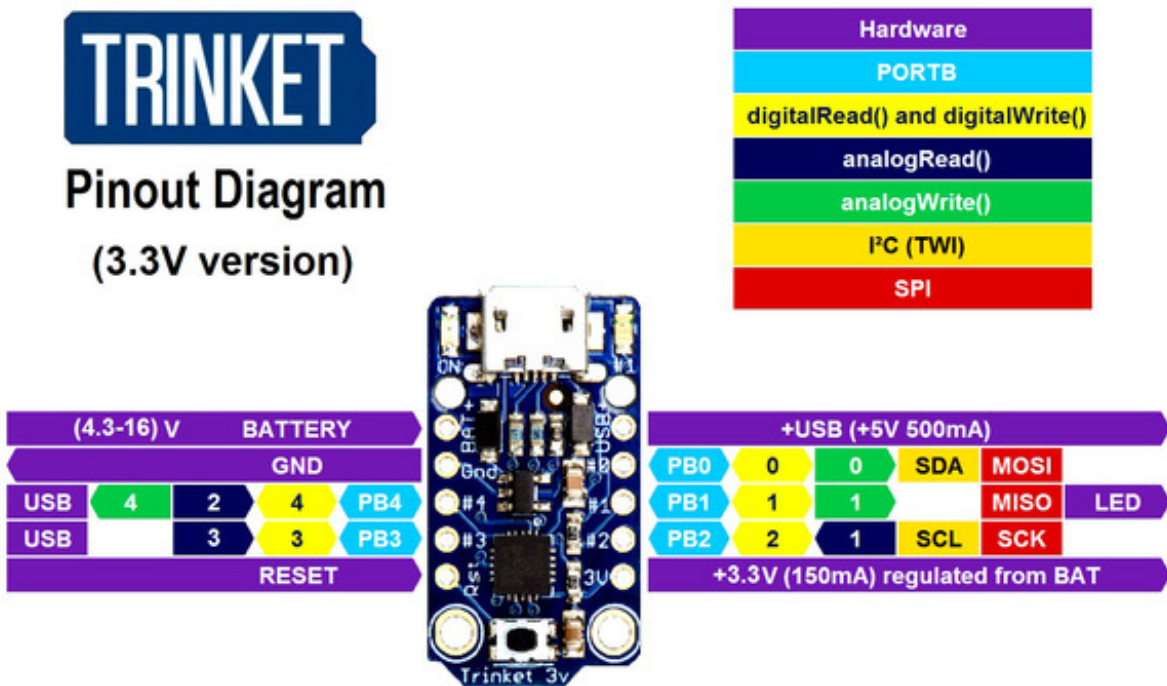 TRINKET
Pinout Diagram
(3.3V version)
Hardware
PORTB
digitalRead() and digitalWrite()
analogRead()
analogWrite()
I²C (TWI)
SPI
ON #1
BAT+ USB+
Gnd #0
#4 #1
#3 #2
Rst 3V
Trinket 3v
(4.3-16) V BATTERY
GND
USB 4 2 4 PB4
USB 3 3 PB3
RESET
+USB (+5V 500mA)
PB0 0 0 SDA MOSI
PB1 1 1 MISO LED
PB2 2 1 SCL SCK
+3.3V (150mA) regulated from BAT